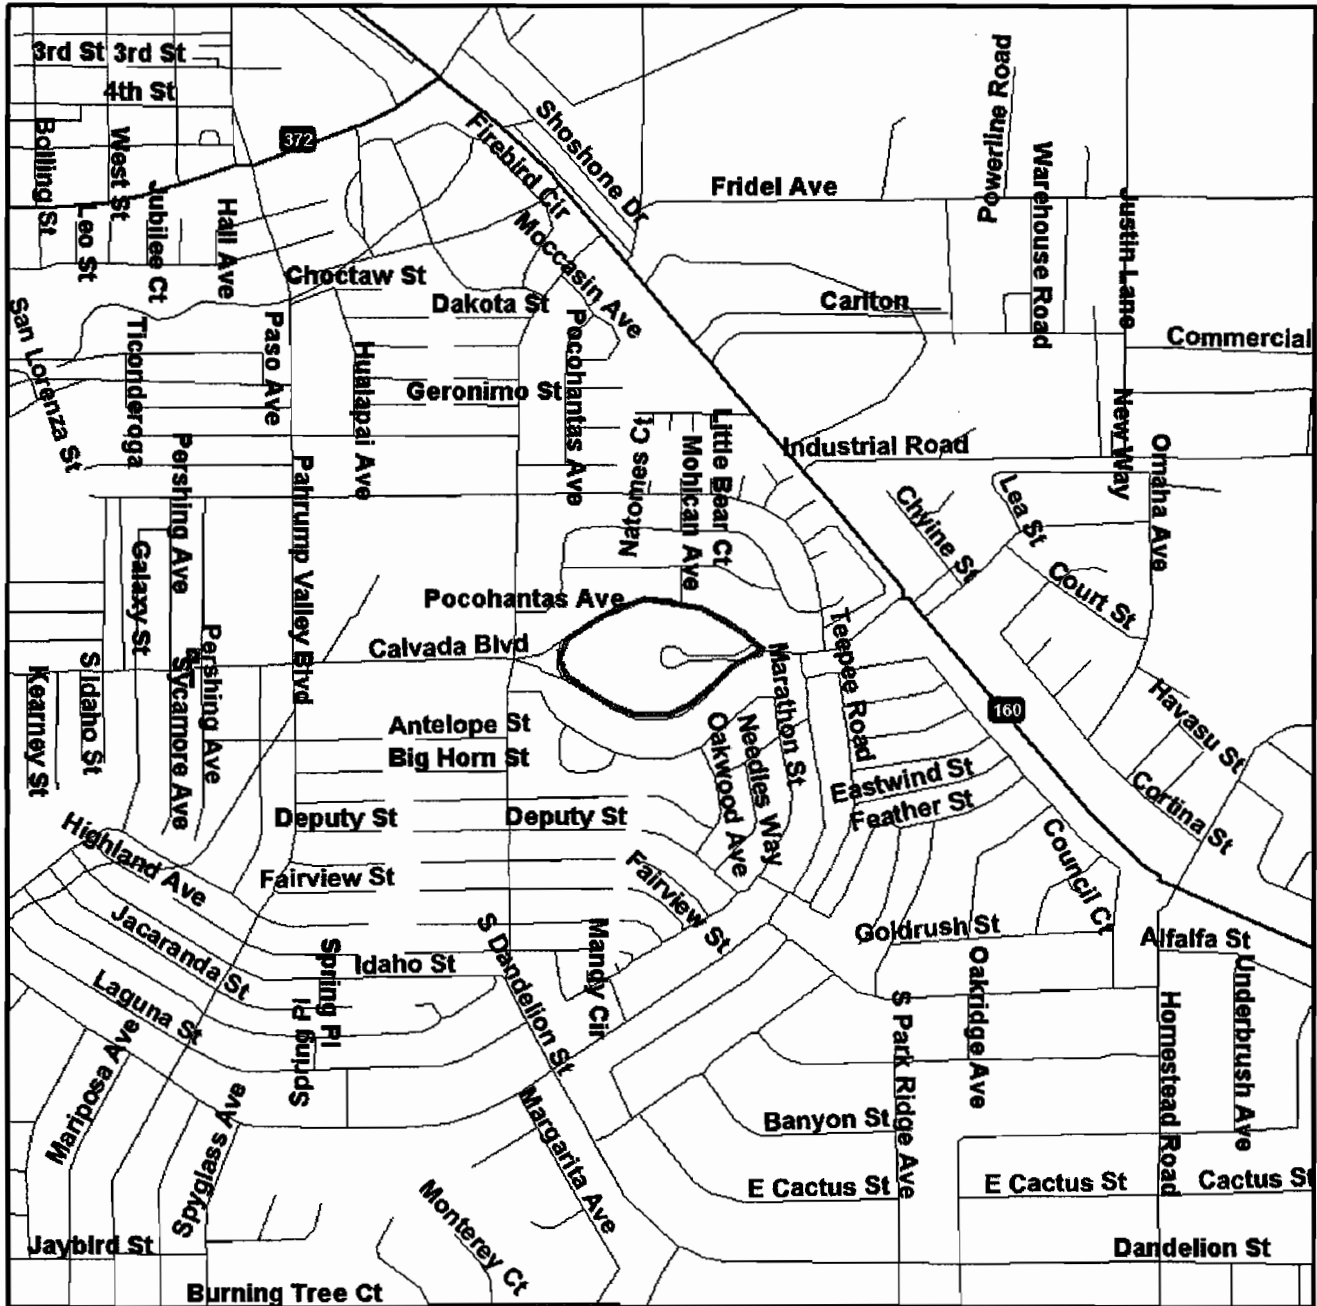 3rd St 3rd St
4th St
372
Bolling St
West St
Leo St
Jubilee Ct
Hall Ave
Firebird Cir
Shoshone Dr
Moccasin Ave
Fridel Ave
Powerline Road
Warehouse Road
Justin Lane
Choctaw St
Dakota St
Carlton
Commercial
San Lorenza St
Ticonderoga
Paso Ave
Hualapai Ave
Pocohantas Ave
Geronimo St
Natomas Ct
Mohican Ave
Little Bear Ct
Industrial Road
New Way
Omaha Ave
Pershing Ave
Pahrump Valley Blvd
Galaxy St
Chyine St
Lea St
Court St
Pocohantas Ave
Calvada Blvd
Teepee Road
Marathon St
Kearney St
S Idaho St
Sycamore Ave
Pershing Ave
160
Havasu St
Antelope St
Big Horn St
Oakwood Ave
Needles Way
Eastwind St
Feather St
Cortina St
Deputy St
Deputy St
Highland Ave
Fairview St
Fairview St
Council Ct
Jacaranda St
Goldrush St
Alfalfa St
Idaho St
Spring Pl
Spring Pl
S Dandelion St
Mandy Cir
Laguna St
Oakridge Ave
S Park Ridge Ave
Homestead Road
Underbrush Ave
Mariposa Ave
Spyglass Ave
Margarita Ave
Banyon St
E Cactus St
E Cactus St
Cactus St
Monterey Ct
Jaybird St
Dandelion St
Burning Tree Ct